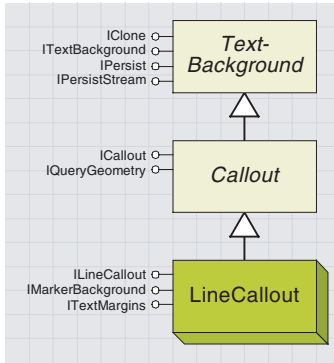 IClone
ITextBackground
IPersist
IPersistStream
Text-
Background
ICallout
IQueryGeometry
Callout
ILineCallout
IMarkerBackground
ITextMargins
LineCallout